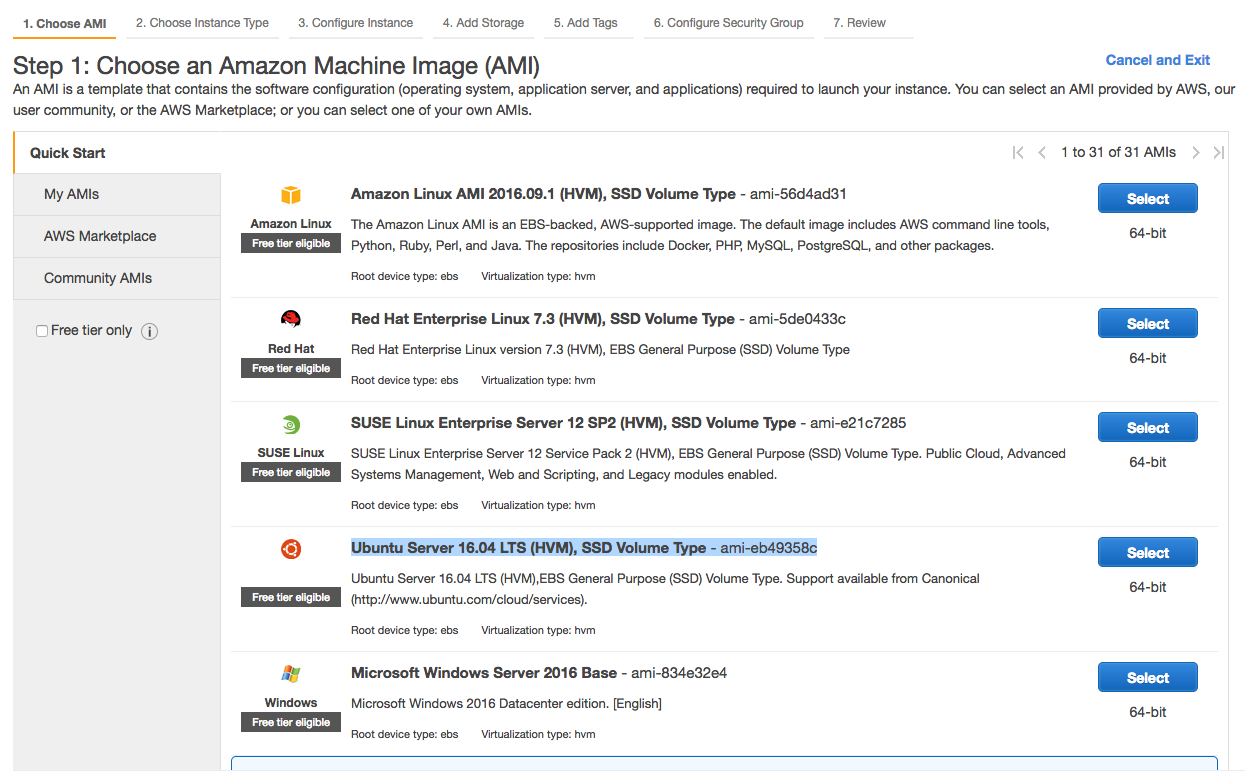 1. Choose AMI 2. Choose Instance Type 3. Configure Instance 4. Add Storage 5. Add Tags 6. Configure Security Group 7. Review
Step 1: Choose an Amazon Machine Image (AMI)
Cancel and Exit
An AMI is a template that contains the software configuration (operating system, application server, and applications) required to launch your instance. You can select an AMI provided by AWS, our
user community, or the AWS Marketplace; or you can select one of your own AMIs.
Quick Start
1 to 31 of 31 AMIs
My AMIs
AWS Marketplace
Community AMIs
Free tier only
Amazon Linux
Free tier eligible
Amazon Linux AMI 2016.09.1 (HVM), SSD Volume Type - ami-56d4ad31
The Amazon Linux AMI is an EBS-backed, AWS-supported image. The default image includes AWS command line tools,
Python, Ruby, Perl, and Java. The repositories include Docker, PHP, MySQL, PostgreSQL, and other packages.
Root device type: ebs Virtualization type: hvm
Select
64-bit
Red Hat
Free tier eligible
Red Hat Enterprise Linux 7.3 (HVM), SSD Volume Type - ami-5de0433c
Red Hat Enterprise Linux version 7.3 (HVM), EBS General Purpose (SSD) Volume Type
Root device type: ebs Virtualization type: hvm
Select
64-bit
SUSE Linux
Free tier eligible
SUSE Linux Enterprise Server 12 SP2 (HVM), SSD Volume Type - ami-e21c7285
SUSE Linux Enterprise Server 12 Service Pack 2 (HVM), EBS General Purpose (SSD) Volume Type. Public Cloud, Advanced
Systems Management, Web and Scripting, and Legacy modules enabled.
Root device type: ebs Virtualization type: hvm
Select
64-bit
Free tier eligible
Ubuntu Server 16.04 LTS (HVM), SSD Volume Type - ami-eb49358c
Ubuntu Server 16.04 LTS (HVM),EBS General Purpose (SSD) Volume Type. Support available from Canonical
(http://www.ubuntu.com/cloud/services).
Root device type: ebs Virtualization type: hvm
Select
64-bit
Windows
Free tier eligible
Microsoft Windows Server 2016 Base - ami-834e32e4
Microsoft Windows 2016 Datacenter edition. [English]
Root device type: ebs Virtualization type: hvm
Select
64-bit